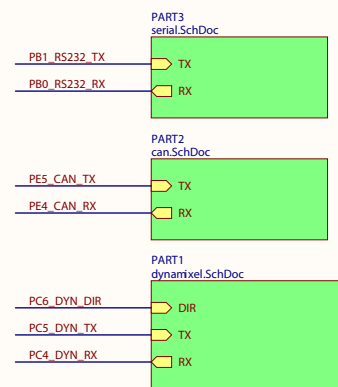 PART3
serial.SchDoc
PB1_RS232_TX
TX
PB0_RS232_RX
RX
PART2
can.SchDoc
PE5_CAN_TX
TX
PE4_CAN_RX
RX
PART1
dynamixel.SchDoc
PC6_DYN_DIR
DIR
PC5_DYN_TX
TX
PC4_DYN_RX
RX